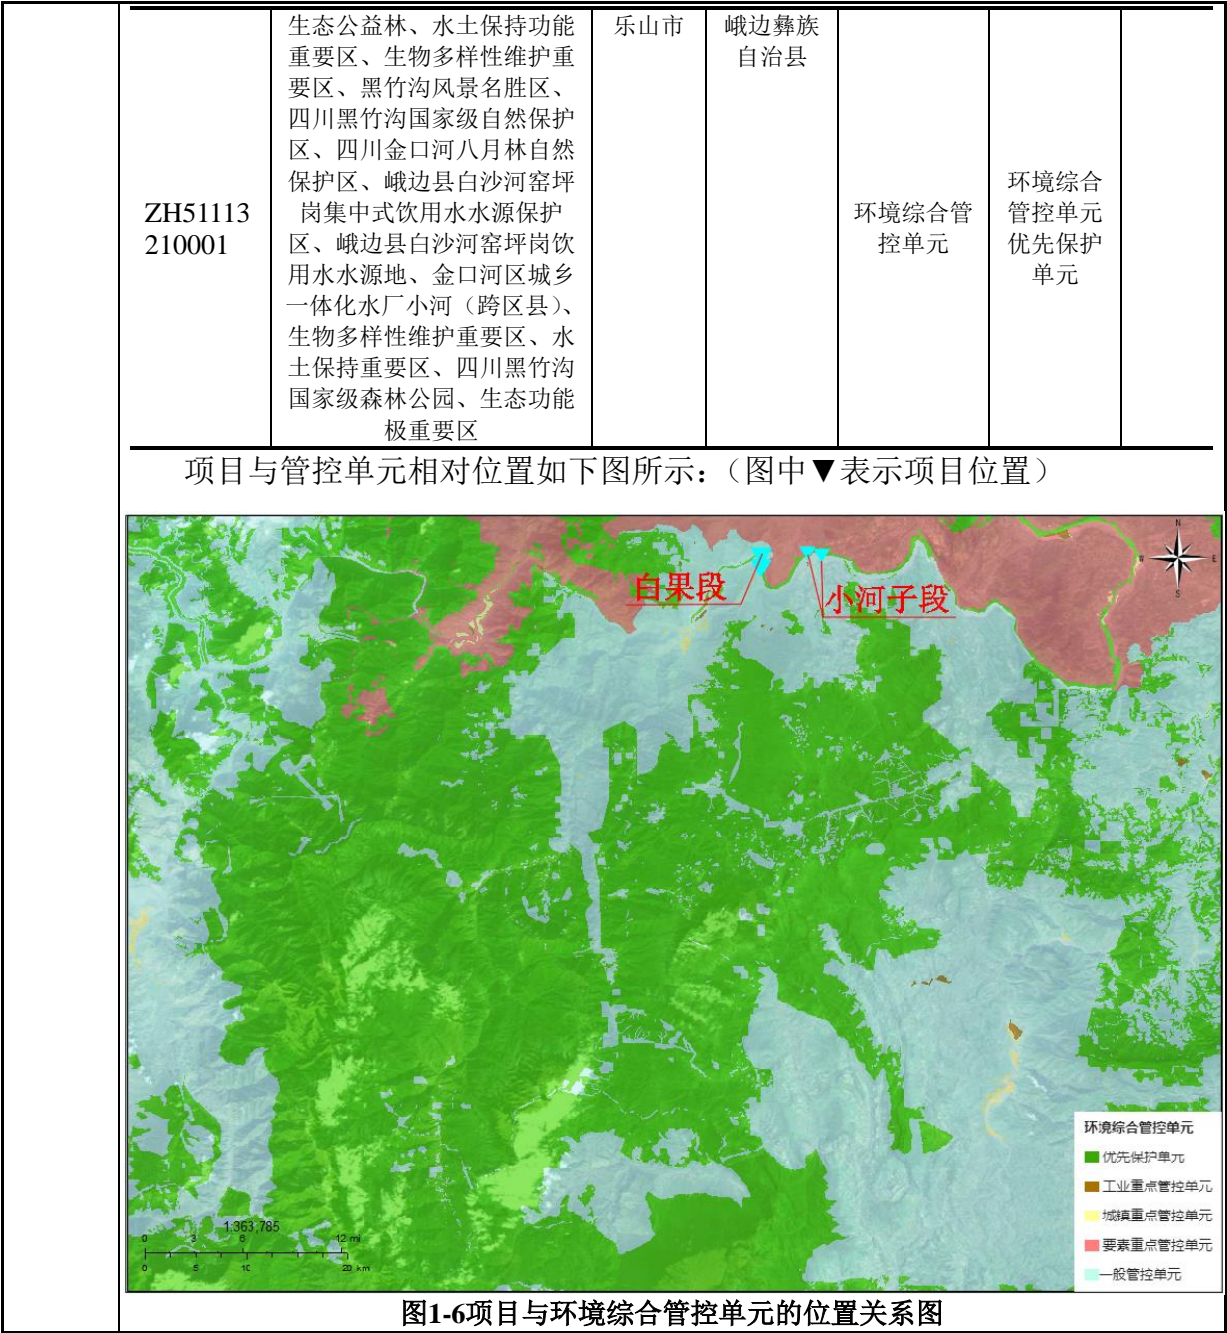 ZH51113
210001
生态公益林、水土保持功能
重要区、生物多样性维护重
要区、黑竹沟风景名胜区、
四川黑竹沟国家级自然保护
区、四川金口河八月林自然
保护区、峨边县白沙河窑坪
岗集中式饮用水水源保护
区、峨边县白沙河窑坪岗饮
用水水源地、金口河区城乡
一体化水厂小河（跨区县）、
生物多样性维护重要区、水
土保持重要区、四川黑竹沟
国家级森林公园、生态功能
极重要区
乐山市
峨边彝族
自治县
环境综合管
控单元
环境综合
管控单元
优先保护
单元
项目与管控单元相对位置如下图所示：（图中▼表示项目位置）
N
W
E
S
白果段
小河子段
环境综合管控单元
优先保护单元
工业重点管控单元
城镇重点管控单元
要素重点管控单元
一般管控单元
1:363,785
0 3 6 12 mi
0 5 10 20 km
图1-6项目与环境综合管控单元的位置关系图